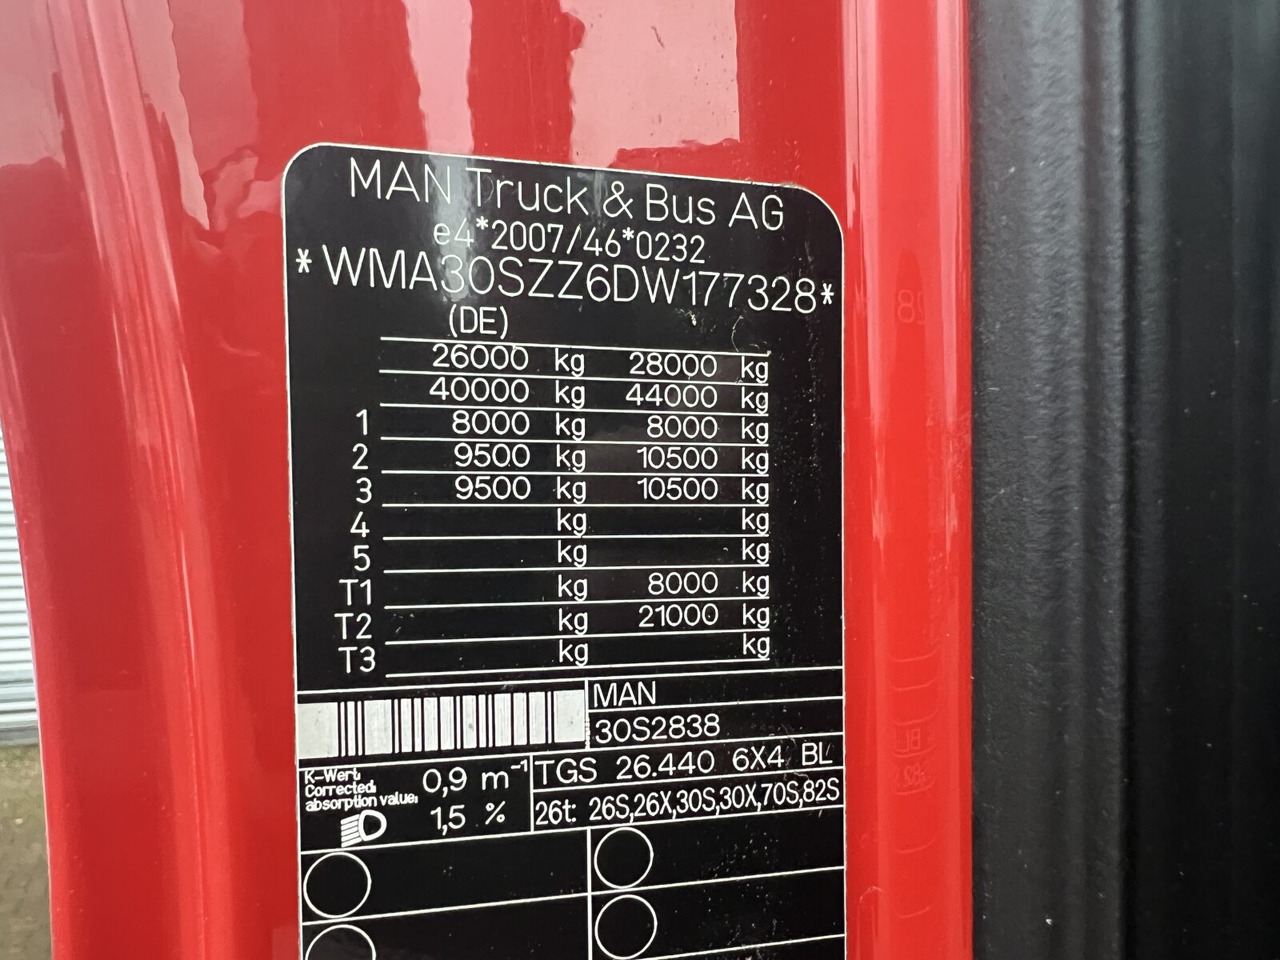 MAN Truck & Bus AG
e4*2007/46*0232
*WMA30SZZ6DW177328*
(DE)
26000 kg 28000 kg
40000 kg 44000 kg
1 8000 kg 8000 kg
2 9500 kg 10500 kg
3 9500 kg 10500 kg
4 kg kg
5 kg kg
T1 kg 8000 kg
T2 kg 21000 kg
T3 kg kg
MAN
30S2838
K-Wert,
Corrected,
absorption value,
0,9 m⁻¹
1,5 %
TGS 26.440 6X4 BL
26t: 26S,26X,30S,30X,70S,82S